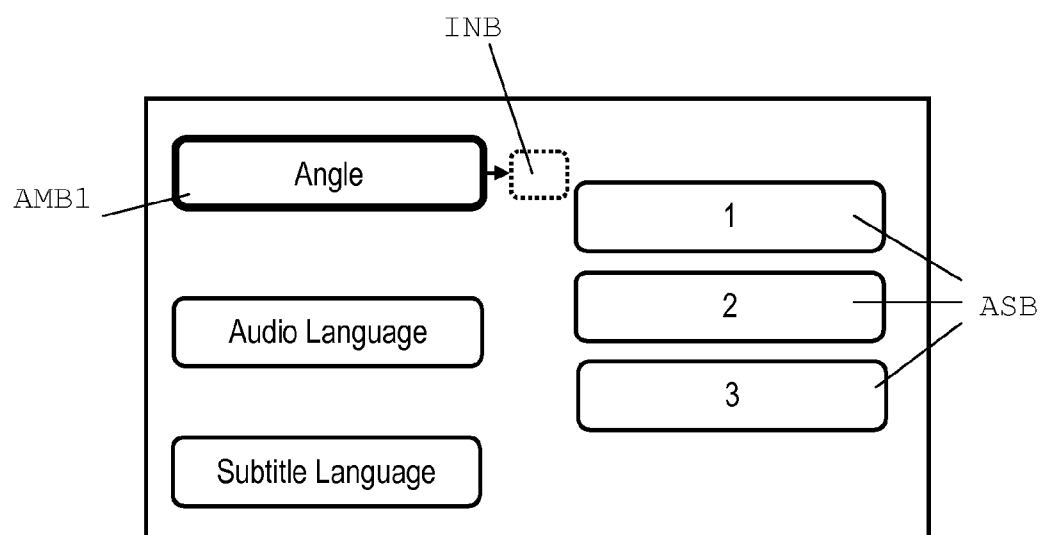 INB
Angle
AMB1
1
Audio Language
2
ASB
3
Subtitle Language